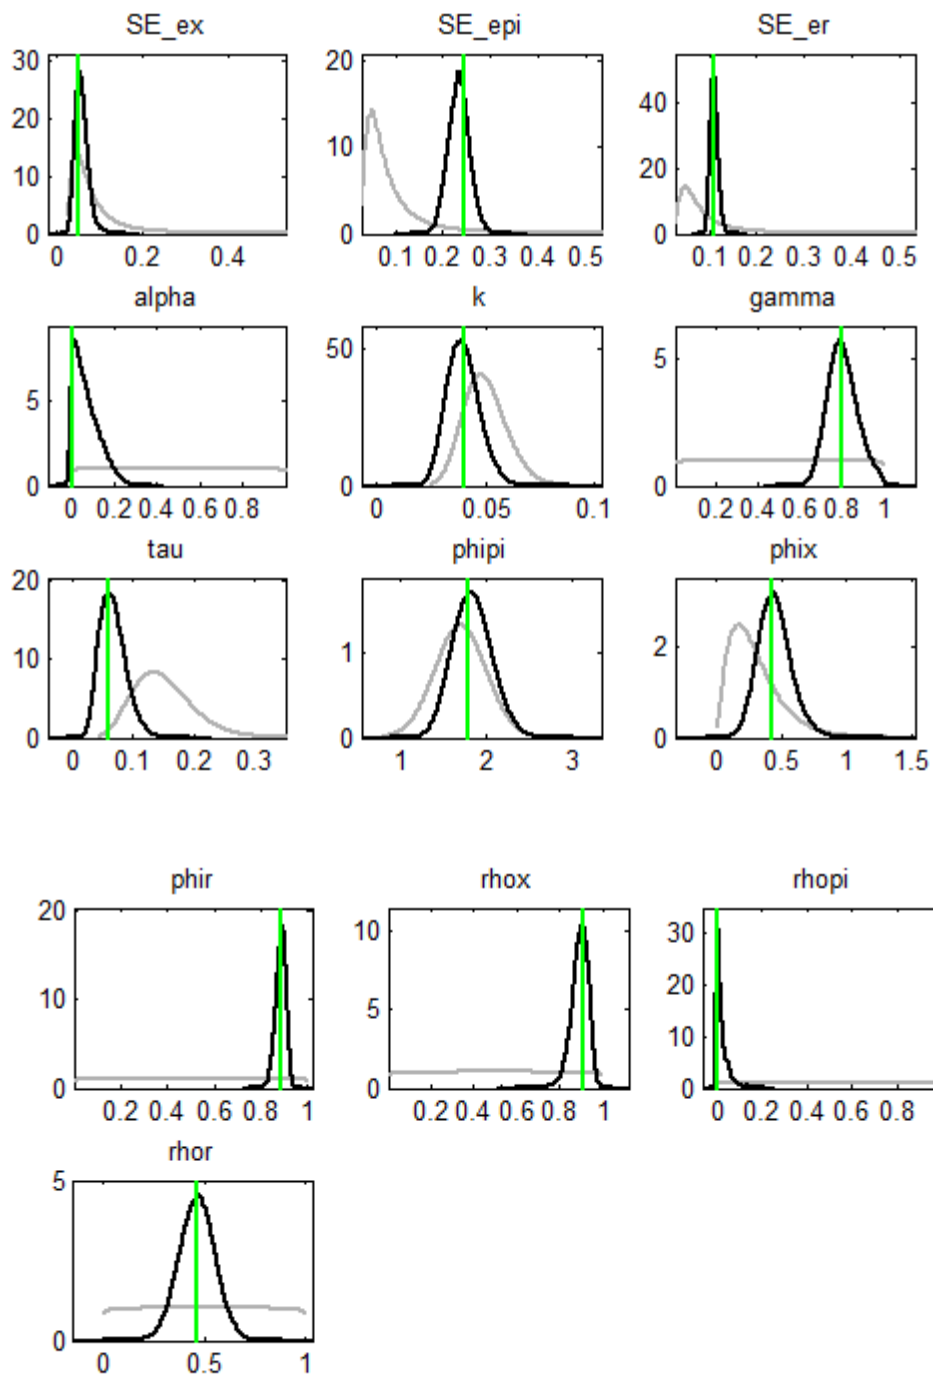 SE_ex SE_epi SE_er
30 20 10 0
0 0.2 0.4
20 10 0
0.1 0.2 0.3 0.4 0.5
40 20 0
0.1 0.2 0.3 0.4 0.5
alpha k gamma
5 0
0 0.2 0.4 0.6 0.8
50 0
0 0.05 0.1
5 0
0.2 0.4 0.6 0.8 1
tau phipi phix
20 10 0
0 0.1 0.2 0.3
1 0
1 2 3
2 0
0 0.5 1 1.5
phir rhox rhopi
20 10 0
0.2 0.4 0.6 0.8 1
10 5 0
0.2 0.4 0.6 0.8 1
30 20 10 0
0 0.2 0.4 0.6 0.8
rhor
5 0
0 0.5 1